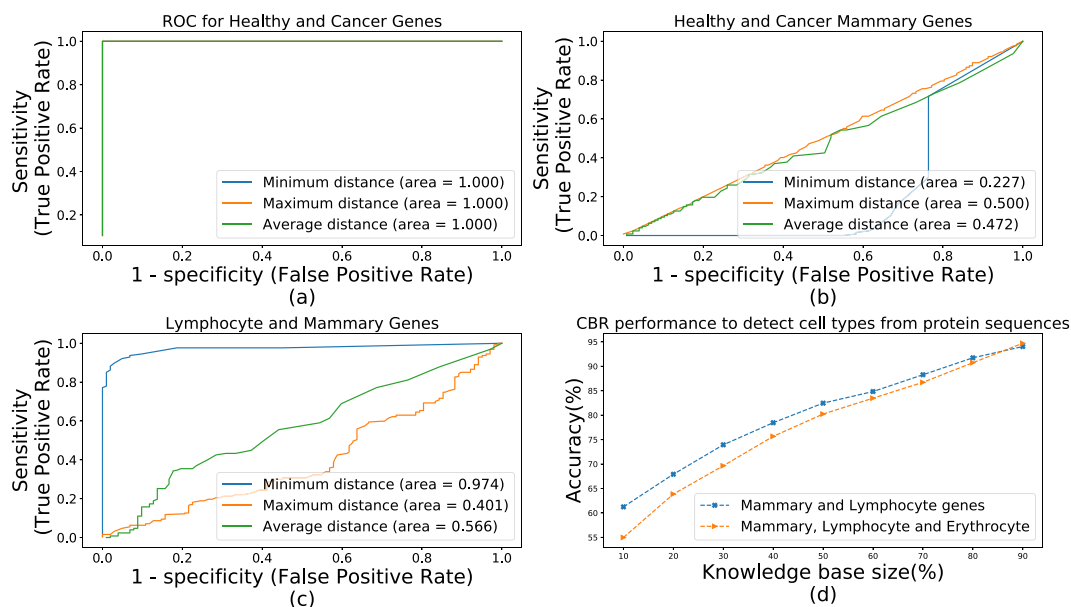 ROC for Healthy and Cancer Genes
1.0
0.8
0.6
0.4
0.2
Sensitivity
(True Positive Rate)
Minimum distance (area = 1.000)
Maximum distance (area = 1.000)
Average distance (area = 1.000)
0.0 0.2 0.4 0.6 0.8 1.0
1 - specificity (False Positive Rate)
(a)
Healthy and Cancer Mammary Genes
1.0
0.8
0.6
0.4
0.2
0.0
Sensitivity
(True Positive Rate)
Minimum distance (area = 0.227)
Maximum distance (area = 0.500)
Average distance (area = 0.472)
0.0 0.2 0.4 0.6 0.8 1.0
1 - specificity (False Positive Rate)
(b)
Lymphocyte and Mammary Genes
1.0
0.8
0.6
0.4
0.2
0.0
Sensitivity
(True Positive Rate)
Minimum distance (area = 0.974)
Maximum distance (area = 0.401)
Average distance (area = 0.566)
0.0 0.2 0.4 0.6 0.8 1.0
1 - specificity (False Positive Rate)
(c)
CBR performance to detect cell types from protein sequences
95
90
85
80
75
70
65
60
55
Accuracy(%)
Mammary and Lymphocyte genes
Mammary, Lymphocyte and Erythrocyte
10 20 30 40 50 60 70 80 90
Knowledge base size(%)
(d)